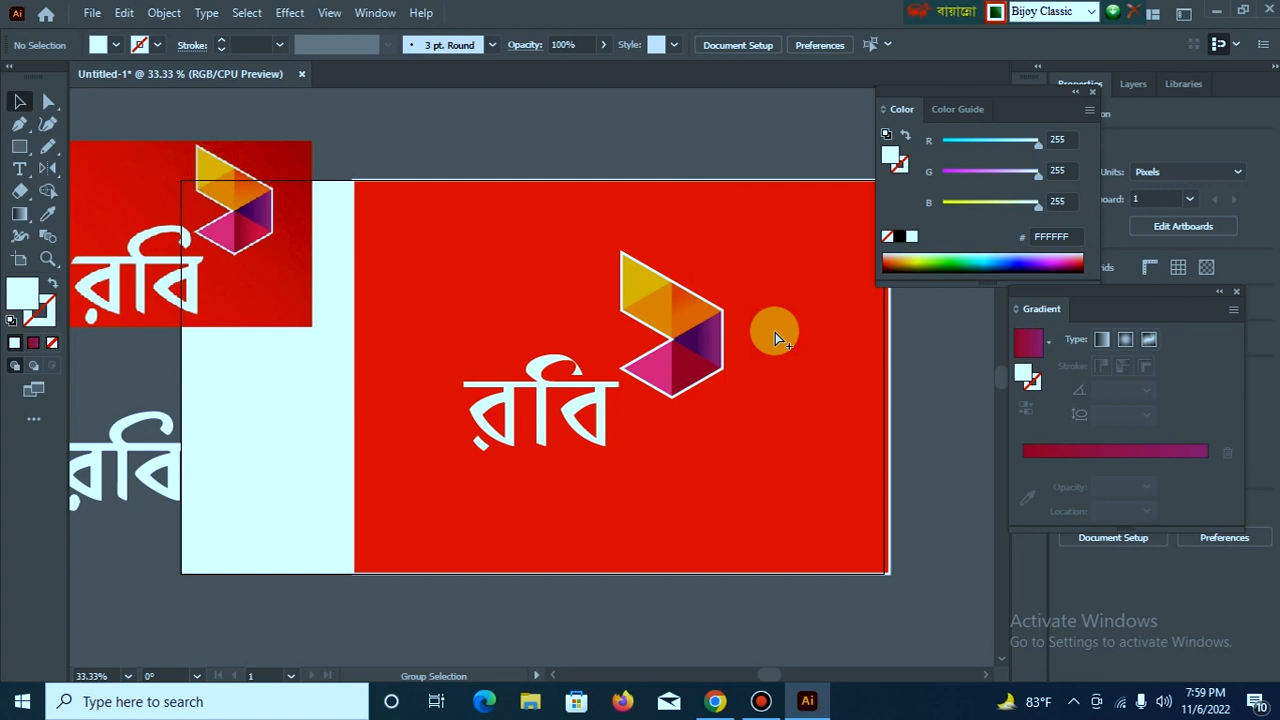 File Edit Object Type Select Effect View Window Help
বায়ান্নো Bijoy Classic
No Selection Stroke: 3 pt. Round Opacity: 100% Style: Document Setup Preferences
Untitled-1* @ 33.33 % (RGB/CPU Preview)
Properties Layers Libraries
Color Color Guide
R 255
G 255
B 255
# FFFFFF
Units: Pixels
1
Edit Artboards
Gradient
Type:
Stroke:
Opacity:
Location:
Document Setup Preferences
রবি
রবি
রবি
Activate Windows
Go to Settings to activate Windows.
33.33% 0° 1 Group Selection
Type here to search
Ai
83°F
7:59 PM
11/6/2022
10